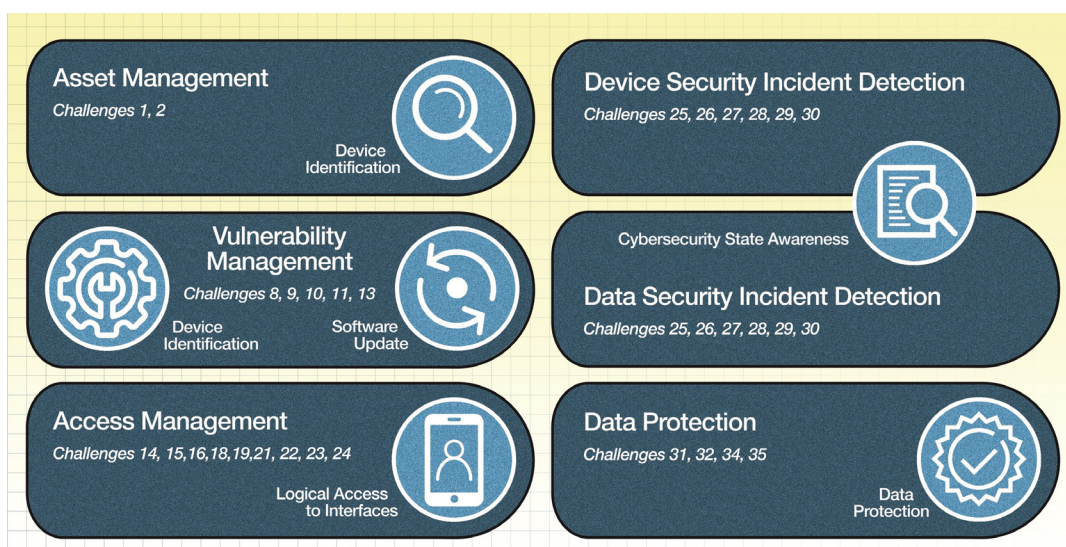 Asset Management
Challenges 1, 2
Device
Identification
Vulnerability
Management
Challenges 8, 9, 10, 11, 13
Device
Identification
Software
Update
Access Management
Challenges 14, 15,16,18,19,21, 22, 23, 24
Logical Access
to Interfaces
Device Security Incident Detection
Challenges 25, 26, 27, 28, 29, 30
Cybersecurity State Awareness
Data Security Incident Detection
Challenges 25, 26, 27, 28, 29, 30
Data Protection
Challenges 31, 32, 34, 35
Data
Protection